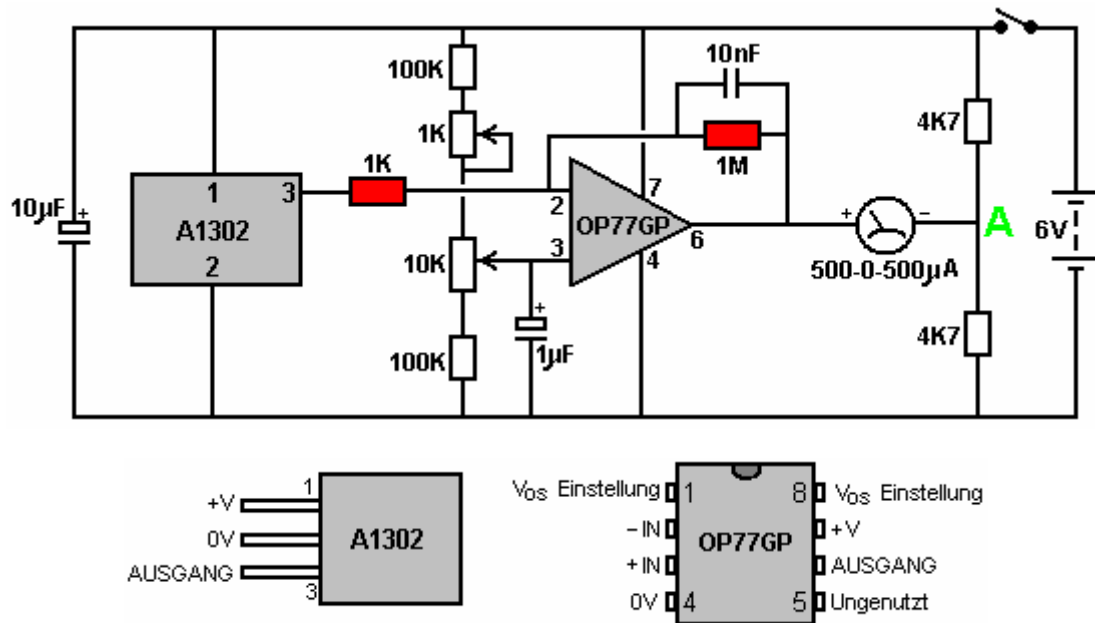 100K
10nF
1K
4K7
1K
1M
10µF
+
1
3
A1302
2
2
7
OP77GP
6
3
4
+
−
A
6V
10K
500-0-500µA
+
1µF
100K
4K7
1
+V
0V
A1302
AUSGANG
3
VOS Einstellung
1
8
VOS Einstellung
− IN
+V
OP77GP
+ IN
AUSGANG
0V
4
5
Ungenutzt